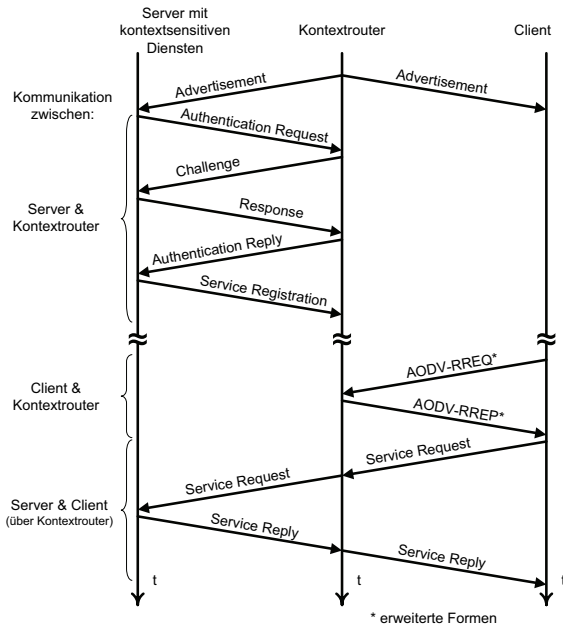 Server mit
kontextsensitiven
Diensten
Kontextrouter
Client
Kommunikation
zwischen:
Advertisement
Advertisement
Authentication Request
Challenge
Server &
Kontextrouter
Response
Authentication Reply
Service Registration
≈
≈
≈
AODV-RREQ*
Client &
Kontextrouter
AODV-RREP*
Service Request
Service Request
Server & Client
(über Kontextrouter)
Service Reply
Service Reply
t
t
t
* erweiterte Formen